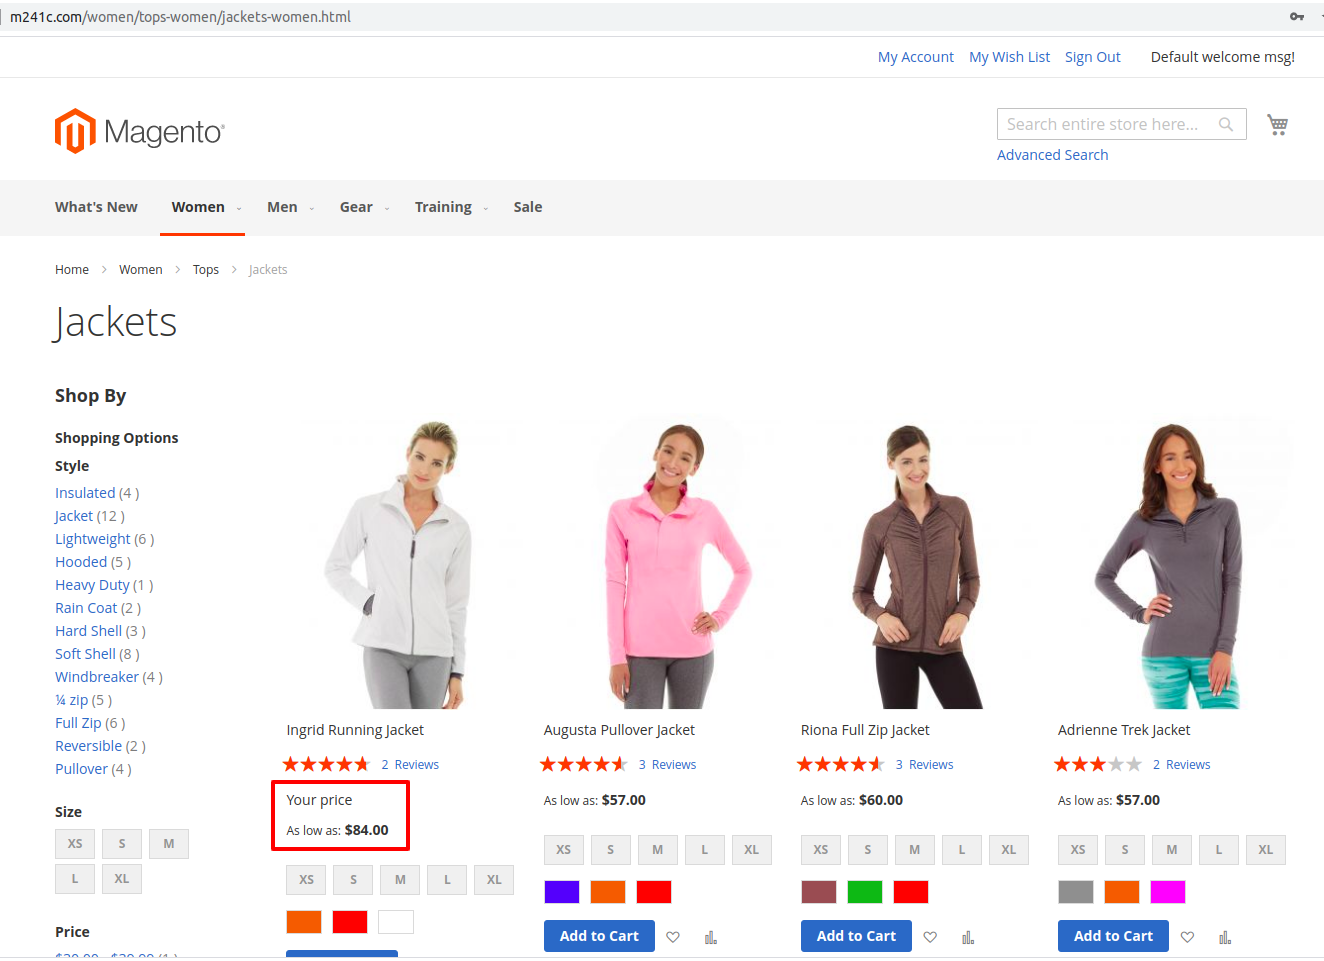 m241c.com/women/tops-women/jackets-women.html
My Account My Wish List Sign Out Default welcome msg!
Magento
Search entire store here...
Advanced Search
What's New Women Men Gear Training Sale
Home Women Tops Jackets
Jackets
Shop By
Shopping Options
Style
Insulated (4 )
Jacket (12 )
Lightweight (6 )
Hooded (5 )
Heavy Duty (1 )
Rain Coat (2 )
Hard Shell (3 )
Soft Shell (8 )
Windbreaker (4 )
¼ zip (5 )
Full Zip (6 )
Reversible (2 )
Pullover (4 )
Size
XS S M
L XL
Price
Ingrid Running Jacket
2 Reviews
Your price
As low as: $84.00
XS S M L XL
Augusta Pullover Jacket
3 Reviews
As low as: $57.00
XS S M L XL
Add to Cart
Riona Full Zip Jacket
3 Reviews
As low as: $60.00
XS S M L XL
Add to Cart
Adrienne Trek Jacket
2 Reviews
As low as: $57.00
XS S M L XL
Add to Cart